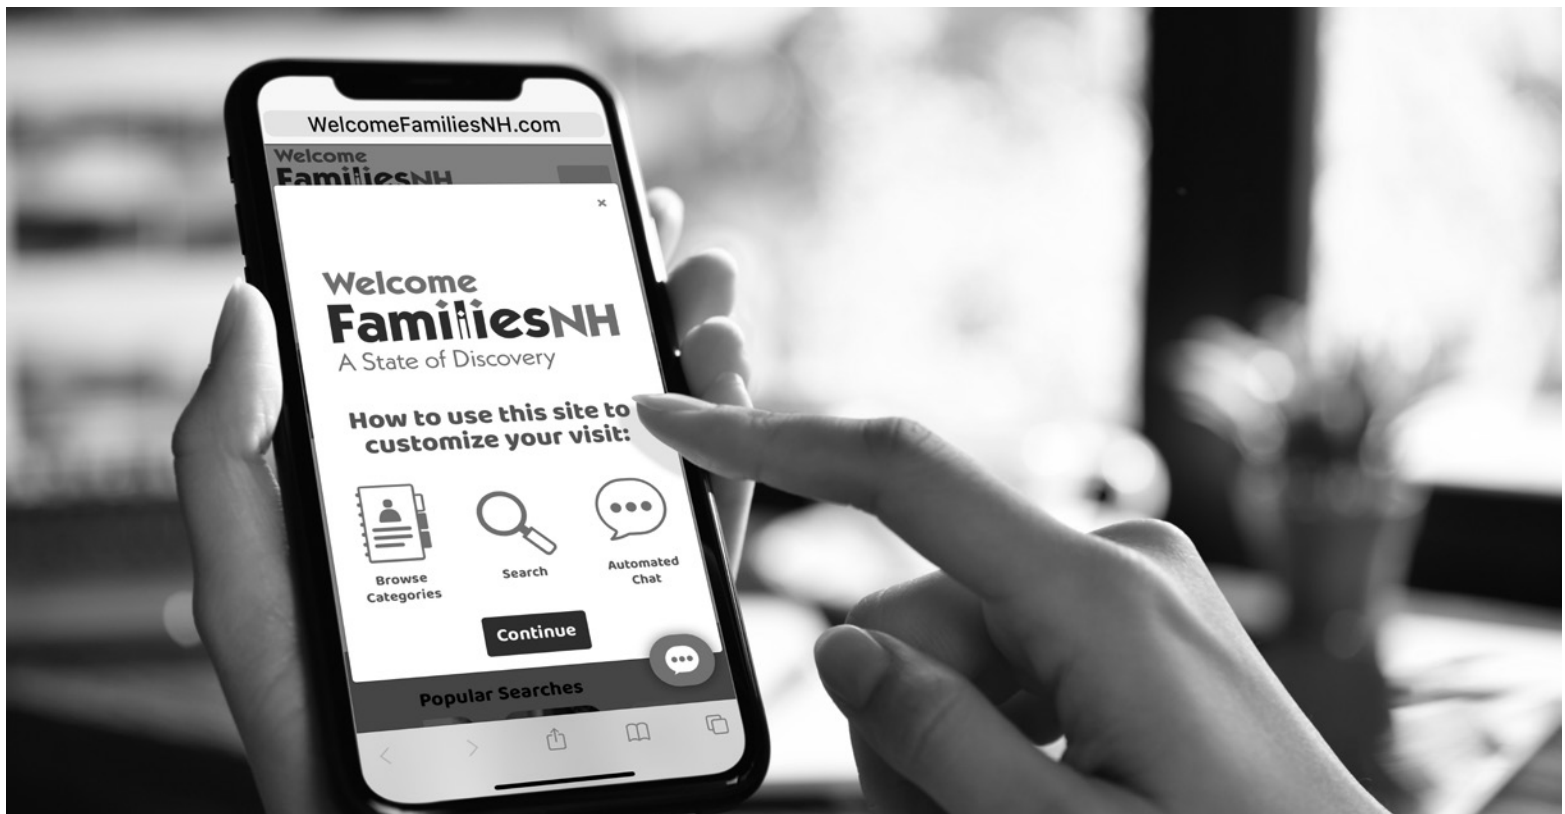 WelcomeFamiliesNH.com
Welcome
FamiliesNH
Welcome
FamiliesNH
A State of Discovery
How to use this site to
customize your visit:
Browse
Categories
Search
Automated
Chat
Continue
Popular Searches